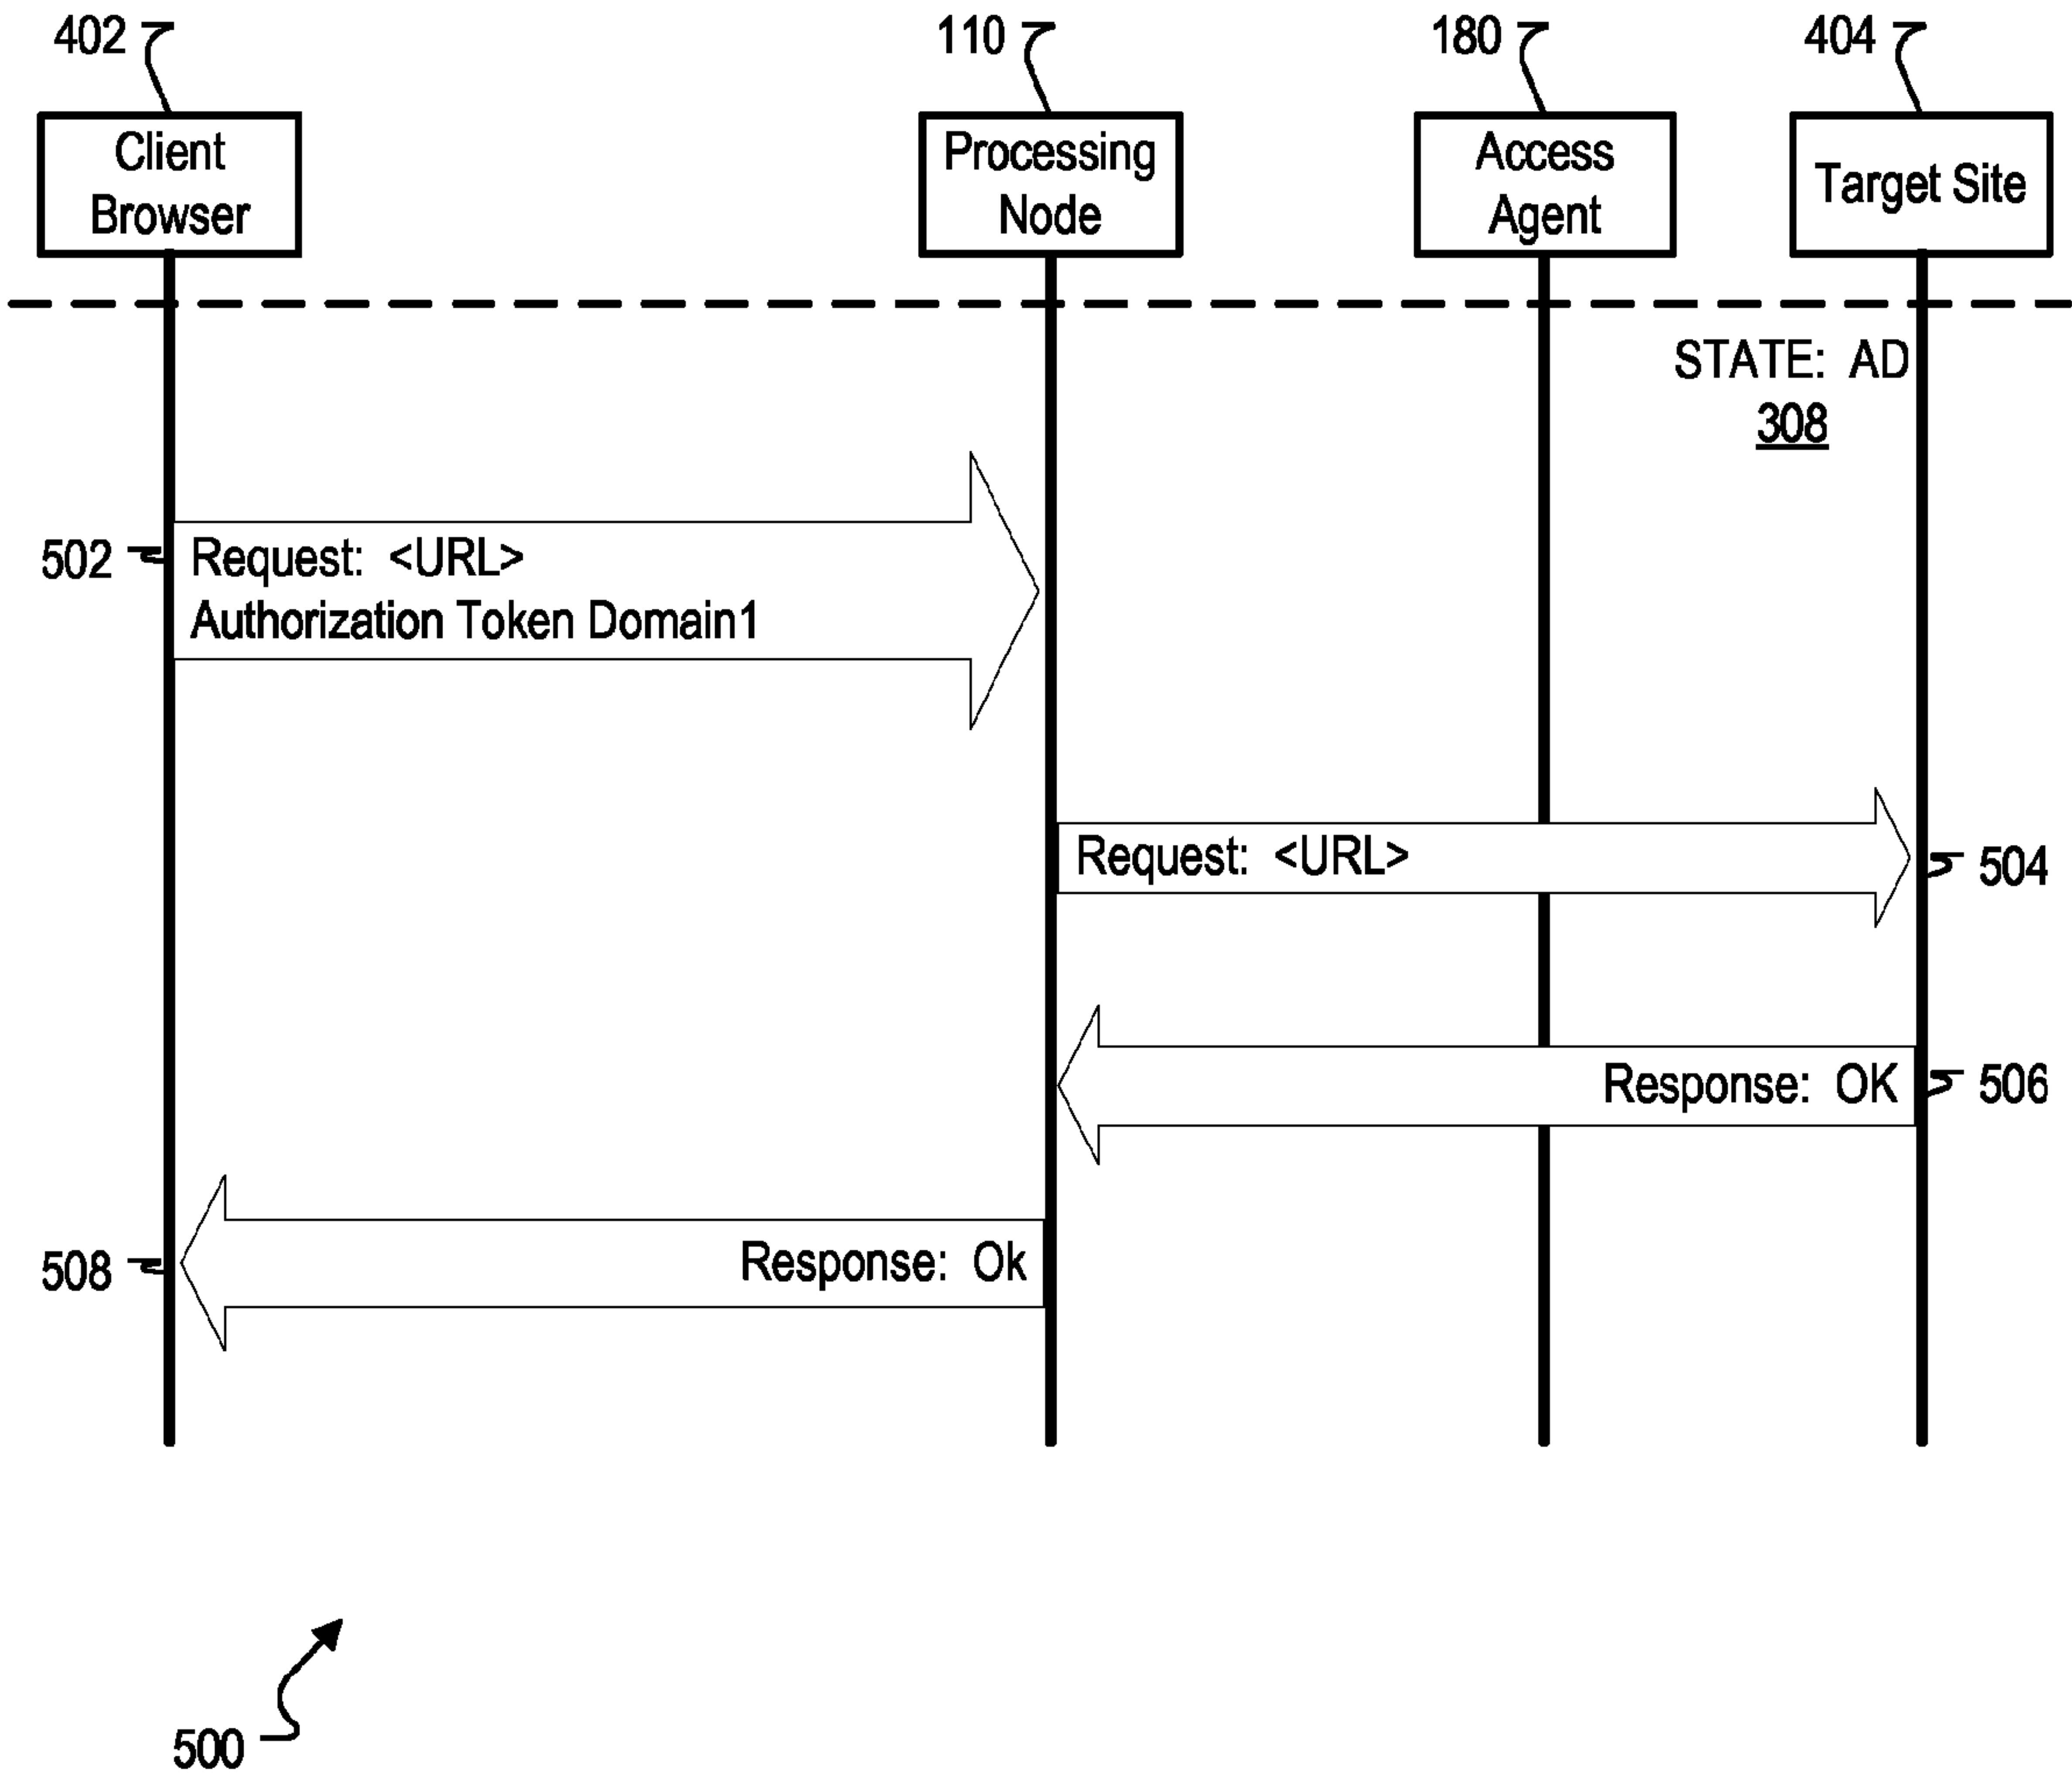 402
110
180
404
Client
Browser
Processing
Node
Access
Agent
Target Site
STATE: AD
308
502
Request: <URL>
Authorization Token Domain1
Request: <URL>
504
Response: OK
506
508
Response: Ok
500